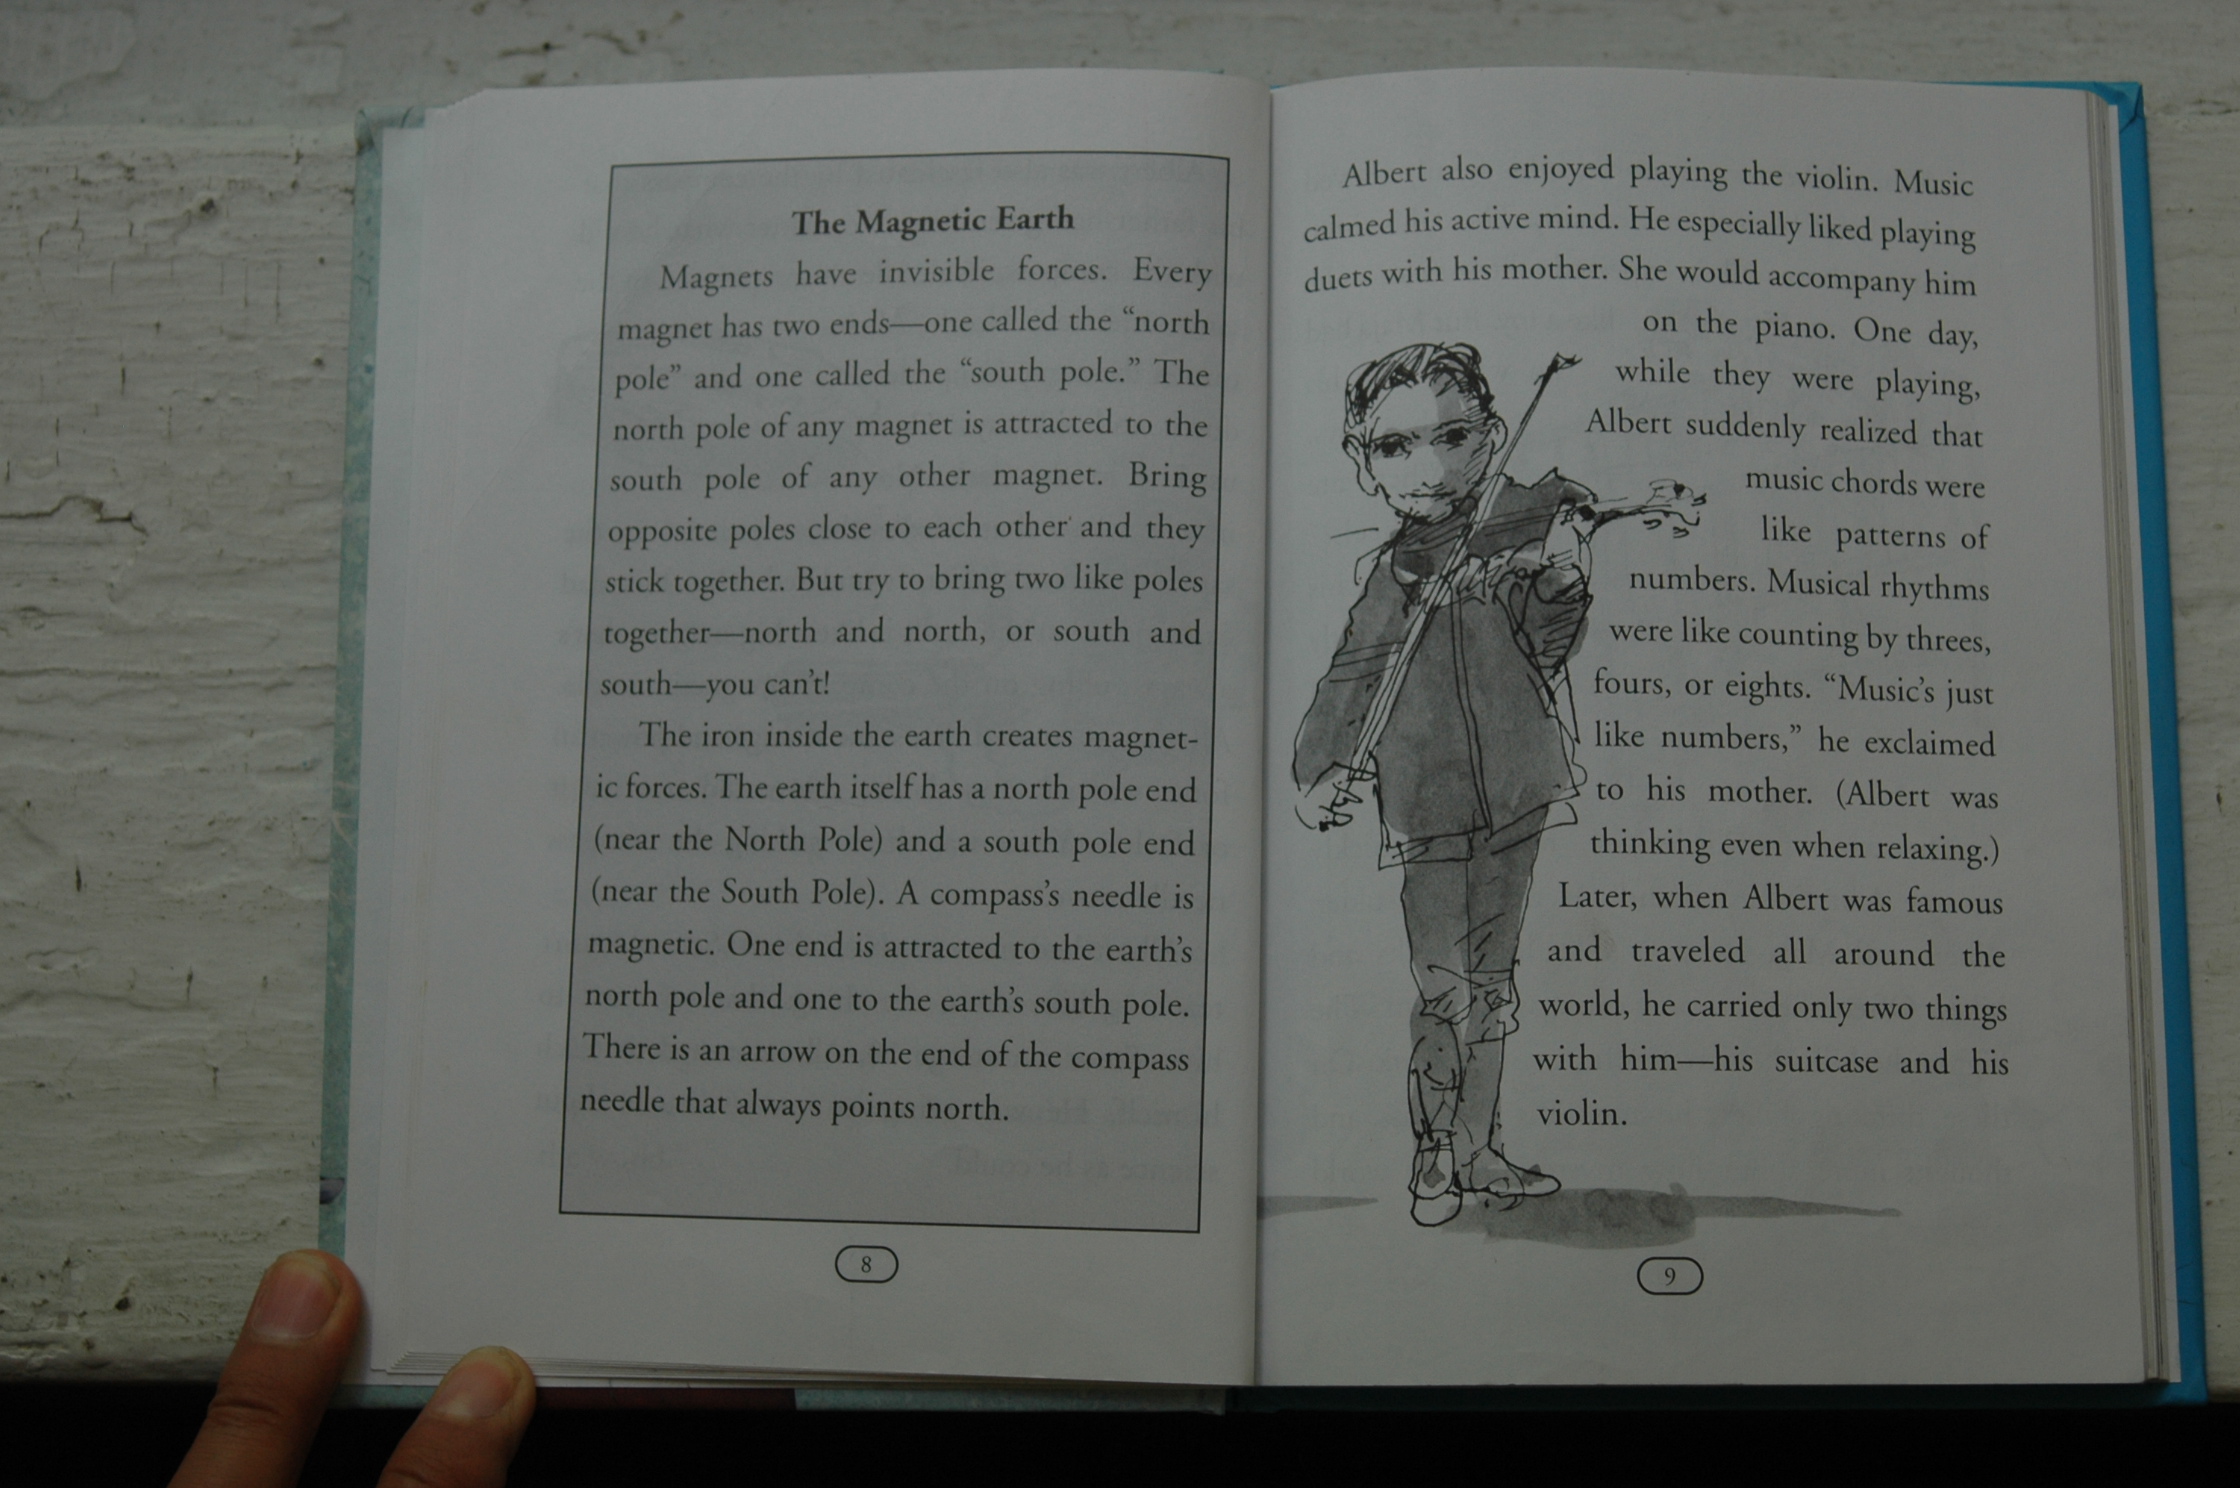 The Magnetic Earth
Magnets have invisible forces. Every
magnet has two ends—one called the “north
pole” and one called the “south pole.” The
north pole of any magnet is attracted to the
south pole of any other magnet. Bring
opposite poles close to each other and they
stick together. But try to bring two like poles
together—north and north, or south and
south—you can’t!
The iron inside the earth creates magnet-
ic forces. The earth itself has a north pole end
(near the North Pole) and a south pole end
(near the South Pole). A compass’s needle is
magnetic. One end is attracted to the earth’s
north pole and one to the earth’s south pole.
There is an arrow on the end of the compass
needle that always points north.
8
Albert also enjoyed playing the violin. Music
calmed his active mind. He especially liked playing
duets with his mother. She would accompany him
on the piano. One day,
while they were playing,
Albert suddenly realized that
music chords were
like patterns of
numbers. Musical rhythms
were like counting by threes,
fours, or eights. “Music’s just
like numbers,” he exclaimed
to his mother. (Albert was
thinking even when relaxing.)
Later, when Albert was famous
and traveled all around the
world, he carried only two things
with him—his suitcase and his
violin.
9